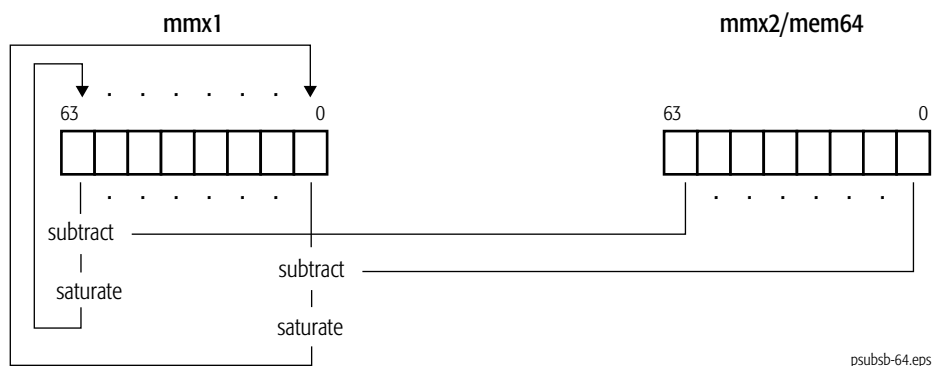 mmx1 mmx2/mem64
. . . . . .
63 0 63 0
. . . . . . . . . . . .
subtract
subtract
saturate
saturate
psubsb-64.eps